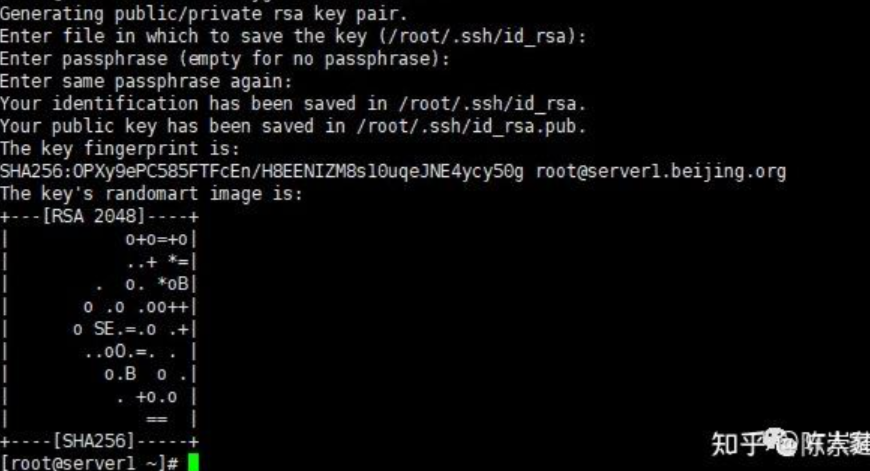 Generating public/private rsa key pair.
Enter file in which to save the key (/root/.ssh/id_rsa):
Enter passphrase (empty for no passphrase):
Enter same passphrase again:
Your identification has been saved in /root/.ssh/id_rsa.
Your public key has been saved in /root/.ssh/id_rsa.pub.
The key fingerprint is:
SHA256:OPXy9ePC585FTFcEn/H8EENIZM8sl0uqeJNE4ycy50g root@server1.beijing.org
The key's randomart image is:
+---[RSA 2048]----+
|           o+o=+o|
|           ..+ *=|
|        .  o. *oB|
|       o .o .oo++|
|      o SE.=.o .+|
|       ..oO.=. . |
|         o.B  o .|
|          . +o.o |
|             ==  |
+----[SHA256]-----+
[root@server1 ~]#
知乎